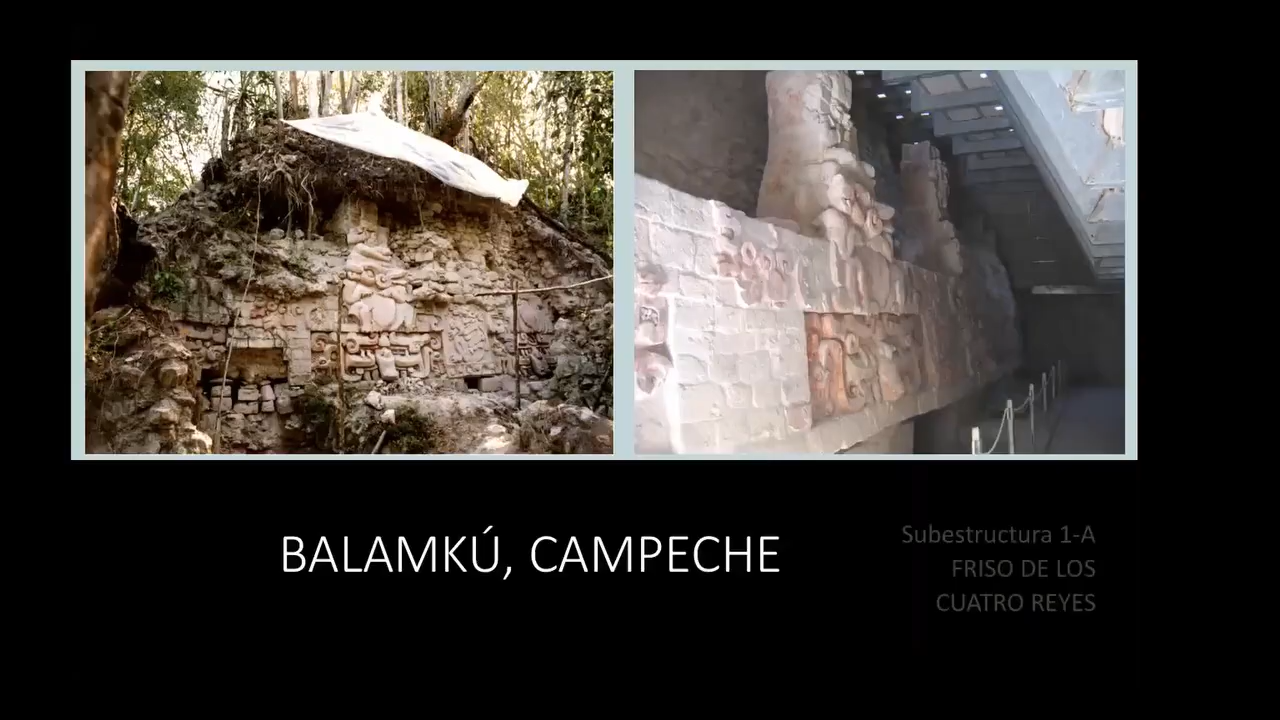 BALAMKÚ, CAMPECHE
Subestructura 1-A
FRISO DE LOS
CUATRO REYES